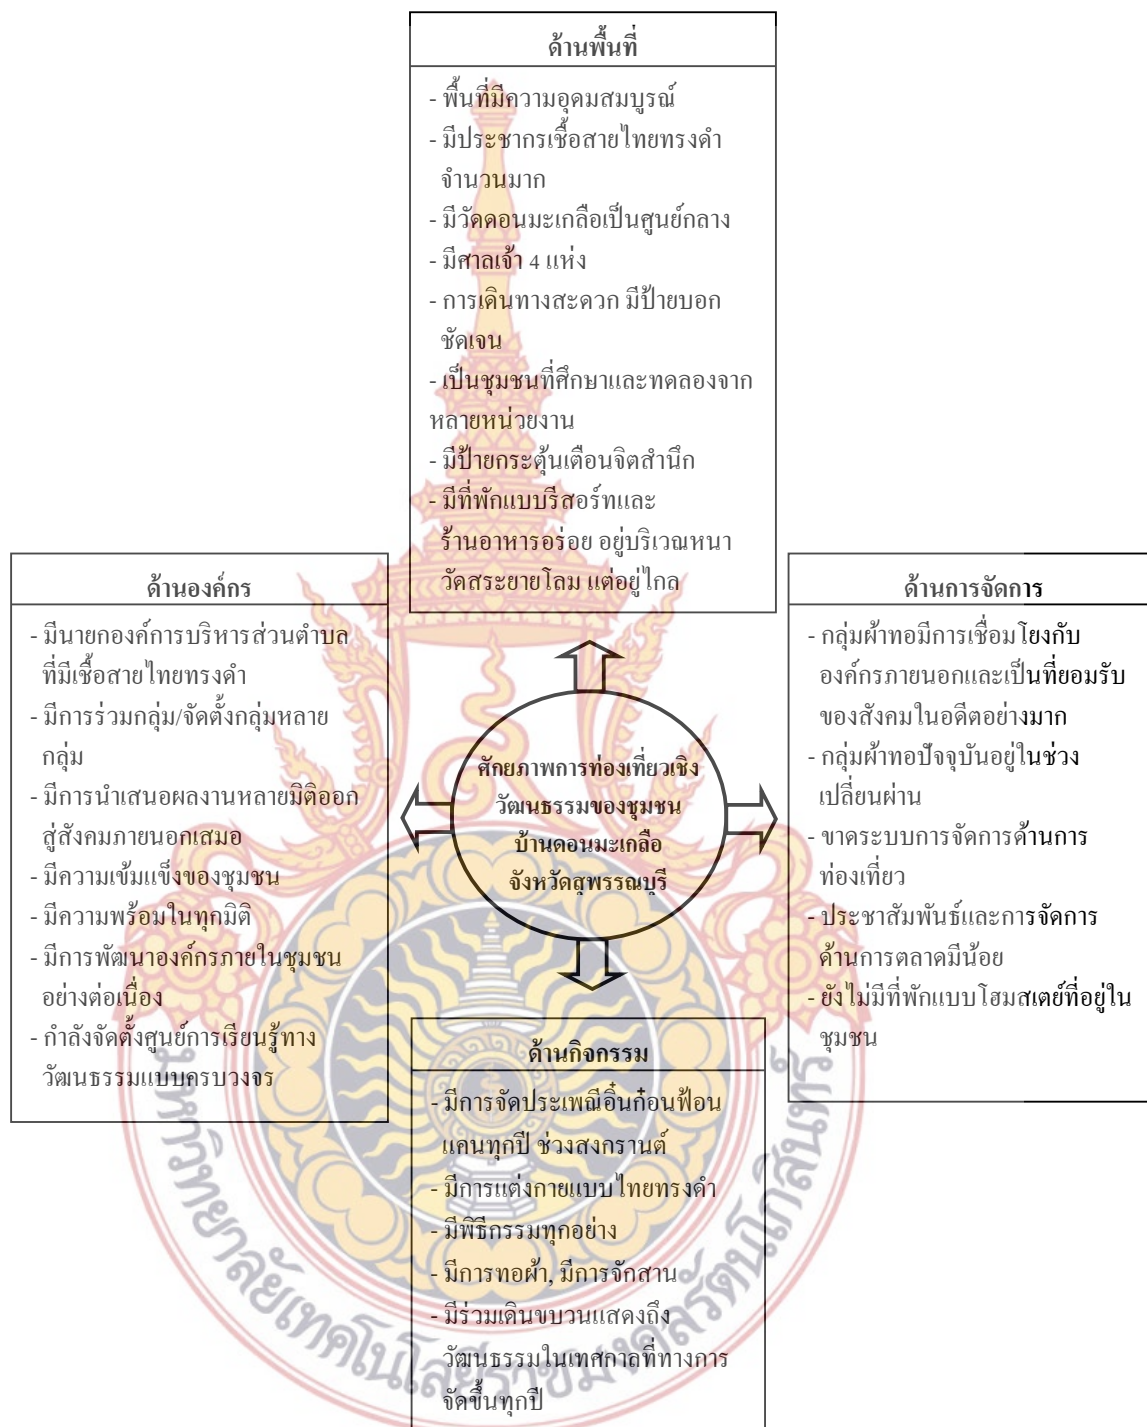 ด้านพื้นที่
- พื้นที่มีความอุดมสมบูรณ์
- มีประชากรเชื้อสายไทยทรงดำ
จำนวนมาก
- มีวัดดอนมะเกลือเป็นศูนย์กลาง
- มีศาลเจ้า 4 แห่ง
- การเดินทางสะดวก มีป้ายบอก
ชัดเจน
- เป็นชุมชนที่ศึกษาและทดลองจาก
หลายหน่วยงาน
- มีป้ายกระตุ้นเตือนจิตสำนึก
- มีที่พักแบบรีสอร์ทและ
ร้านอาหารอร่อย อยู่บริเวณหนา
วัดสระยายโสม แต่อยู่ไกล
ด้านองค์กร
- มีนายกองค์การบริหารส่วนตำบล
ที่มีเชื้อสายไทยทรงดำ
- มีการร่วมกลุ่ม/จัดตั้งกลุ่มหลาย
กลุ่ม
- มีการนำเสนอผลงานหลายมิติออก
สู่สังคมภายนอกเสมอ
- มีความเข้มแข็งของชุมชน
- มีความพร้อมในทุกมิติ
- มีการพัฒนาองค์กรภายในชุมชน
อย่างต่อเนื่อง
- กำลังจัดตั้งศูนย์การเรียนรู้ทาง
วัฒนธรรมแบบครบวงจร
ศักยภาพการท่องเที่ยวเชิง
วัฒนธรรมของชุมชน
บ้านดอนมะเกลือ
จังหวัดสุพรรณบุรี
ด้านการจัดการ
- กลุ่มผ้าทอมีการเชื่อมโยงกับ
องค์กรภายนอกและเป็นที่ยอมรับ
ของสังคมในอดีตอย่างมาก
- กลุ่มผ้าทอปัจจุบันอยู่ในช่วง
เปลี่ยนผ่าน
- ขาดระบบการจัดการด้านการ
ท่องเที่ยว
- ประชาสัมพันธ์และการจัดการ
ด้านการตลาดมีน้อย
- ยังไม่มีที่พักแบบโฮมสเตย์ที่อยู่ใน
ชุมชน
ด้านกิจกรรม
- มีการจัดประเพณีอิ้นก๋อนฟ้อน
แคนทุกปี ช่วงสงกรานต์
- มีการแต่งกายแบบไทยทรงดำ
- มีพิธีกรรมทุกอย่าง
- มีการทอผ้า, มีการจักสาน
- มีร่วมเดินขบวนแสดงถึง
วัฒนธรรมในเทศกาลที่ทางการ
จัดขึ้นทุกปี
มหาวิทยาลัยเทคโนโลยีราชมงคลรัตนโกสินทร์